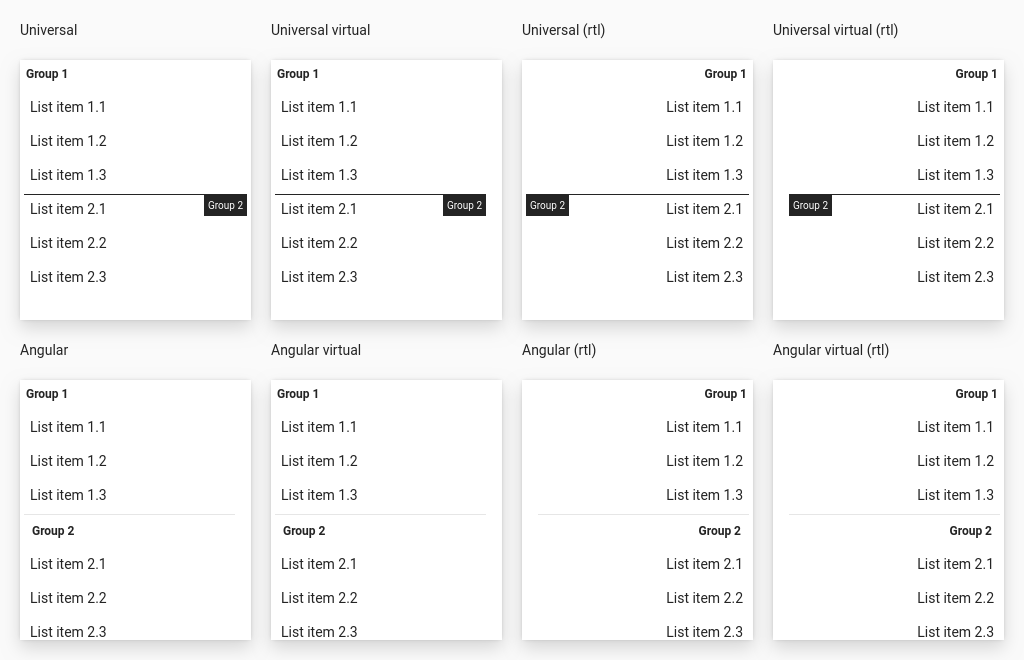 Universal
Group 1
List item 1.1
List item 1.2
List item 1.3
Group 2
List item 2.1
List item 2.2
List item 2.3
Universal virtual
Group 1
List item 1.1
List item 1.2
List item 1.3
Group 2
List item 2.1
List item 2.2
List item 2.3
Universal (rtl)
Group 1
List item 1.1
List item 1.2
List item 1.3
Group 2
List item 2.1
List item 2.2
List item 2.3
Universal virtual (rtl)
Group 1
List item 1.1
List item 1.2
List item 1.3
Group 2
List item 2.1
List item 2.2
List item 2.3
Angular
Group 1
List item 1.1
List item 1.2
List item 1.3
Group 2
List item 2.1
List item 2.2
List item 2.3
Angular virtual
Group 1
List item 1.1
List item 1.2
List item 1.3
Group 2
List item 2.1
List item 2.2
List item 2.3
Angular (rtl)
Group 1
List item 1.1
List item 1.2
List item 1.3
Group 2
List item 2.1
List item 2.2
List item 2.3
Angular virtual (rtl)
Group 1
List item 1.1
List item 1.2
List item 1.3
Group 2
List item 2.1
List item 2.2
List item 2.3